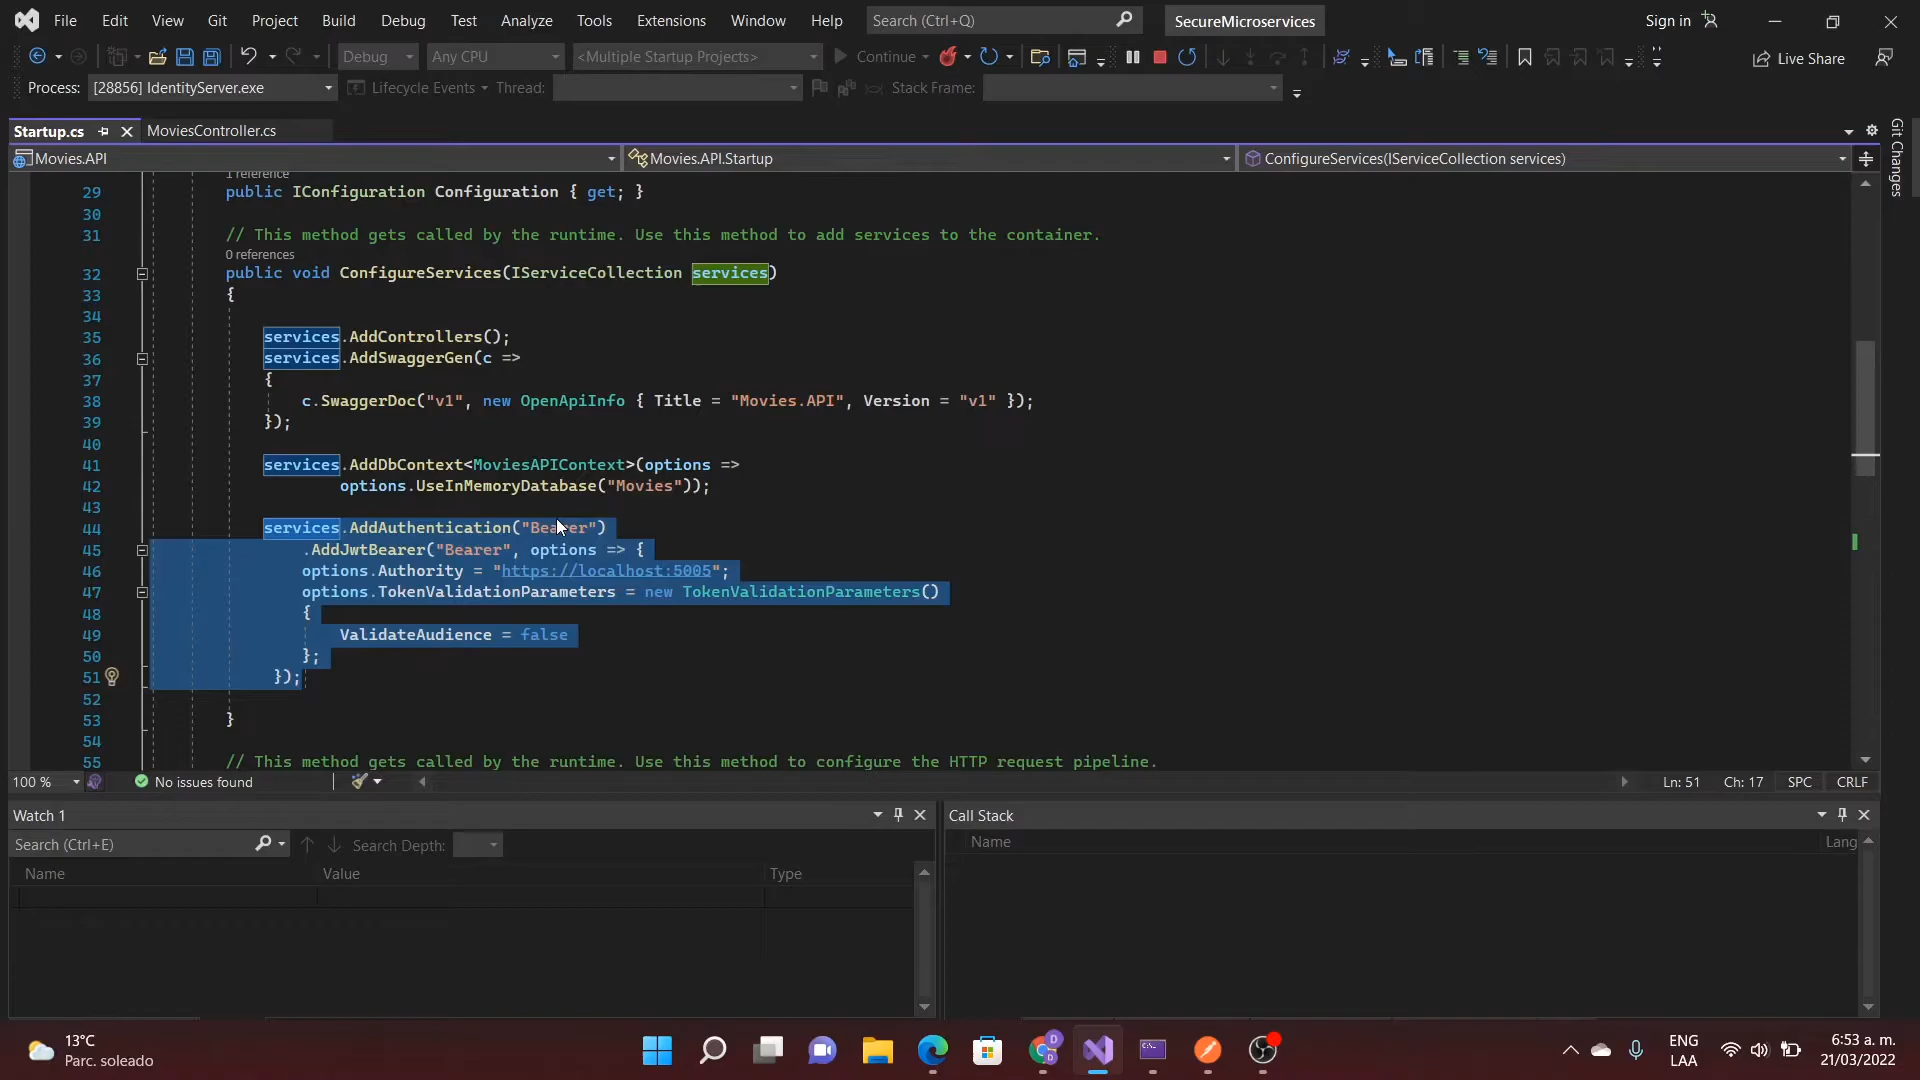 File Edit View Git Project Build Debug Test Analyze Tools Extensions Window Help Search (Ctrl+Q) SecureMicroservices Sign in
Debug Any CPU <Multiple Startup Projects> Continue Live Share
Process: [28856] IdentityServer.exe Lifecycle Events Thread: Stack Frame:
Startup.cs MoviesController.cs
Movies.API Movies.API.Startup ConfigureServices(IServiceCollection services)
Git Changes
1 reference
29 public IConfiguration Configuration { get; }
30
31 // This method gets called by the runtime. Use this method to add services to the container.
0 references
32 public void ConfigureServices(IServiceCollection services)
33 {
34
35 services.AddControllers();
36 services.AddSwaggerGen(c =>
37 {
38 c.SwaggerDoc("v1", new OpenApiInfo { Title = "Movies.API", Version = "v1" });
39 });
40
41 services.AddDbContext<MoviesAPIContext>(options =>
42 options.UseInMemoryDatabase("Movies"));
43
44 services.AddAuthentication("Bearer")
45 .AddJwtBearer("Bearer", options => {
46 options.Authority = "https://localhost:5005";
47 options.TokenValidationParameters = new TokenValidationParameters()
48 {
49 ValidateAudience = false
50 };
51 });
52
53 }
54
55 // This method gets called by the runtime. Use this method to configure the HTTP request pipeline.
100 % No issues found Ln: 51 Ch: 17 SPC CRLF
Watch 1 Call Stack
Search (Ctrl+E) Search Depth: Name Lang
Name Value Type
13°C
Parc. soleado
ENG
LAA
6:53 a. m.
21/03/2022